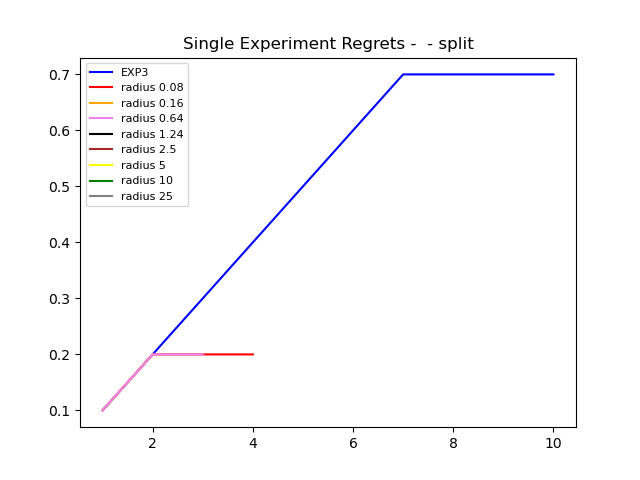 Single Experiment Regrets -  - split
EXP3
radius 0.08
radius 0.16
radius 0.64
radius 1.24
radius 2.5
radius 5
radius 10
radius 25
0.7
0.6
0.5
0.4
0.3
0.2
0.1
2
4
6
8
10